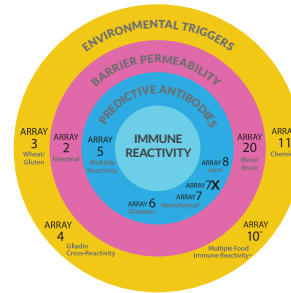 ENVIRONMENTAL TRIGGERS
BARRIER PERMEABILITY
PREDICTIVE ANTIBODIES
IMMUNE
REACTIVITY
ARRAY
3
Wheat/
Gluten
ARRAY
2
Intestinal
ARRAY
5
Multiple
Reactivity
ARRAY 8
Joint
ARRAY
20
Blood
Brain
ARRAY
11
Chemic
ARRAY 7X
ARRAY 7
Neurological
ARRAY 6
Diabetes
ARRAY
4
Gliadin
Cross-Reactivity
ARRAY
10
Multiple Food
Immune Reactivity